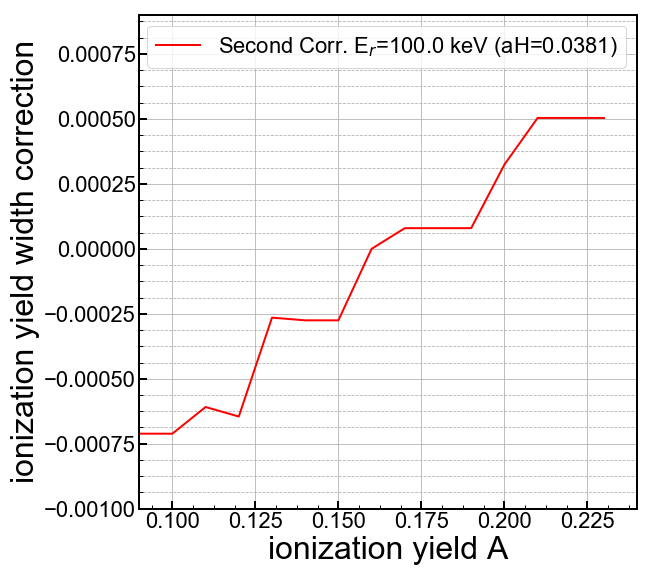 Second Corr. Eᵣ=100.0 keV (aH=0.0381)
ionization yield width correction
0.00075
0.00050
0.00025
0.00000
−0.00025
−0.00050
−0.00075
−0.00100
0.100 0.125 0.150 0.175 0.200 0.225
ionization yield A